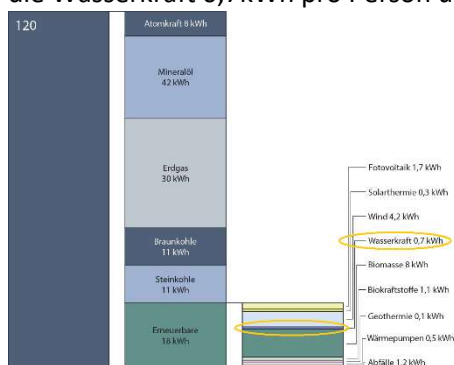 die Wasserkraft 0,7kWh pro Person
120
Atomkraft 8 kWh
Mineralöl
42 kWh
Erdgas
30 kWh
Braunkohle
11 kWh
Steinkohle
11 kWh
Erneuerbare
18 kWh
Fotovoltaik 1,7 kWh
Solarthermie 0,3 kWh
Wind 4,2 kWh
Wasserkraft 0,7 kWh
Biomasse 8 kWh
Biokraftstoffe 1,1 kWh
Geothermie 0,1 kWh
Wärmepumpen 0,5 kWh
Abfälle 1,2 kWh